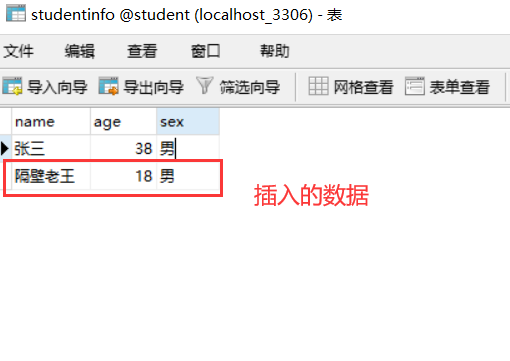 studentinfo @student (localhost_3306) - 表
文件 编辑 查看 窗口 帮助
导入向导 导出向导 筛选向导 网格查看 表单查看
name age sex
张三 38 男
隔壁老王 18 男
插入的数据